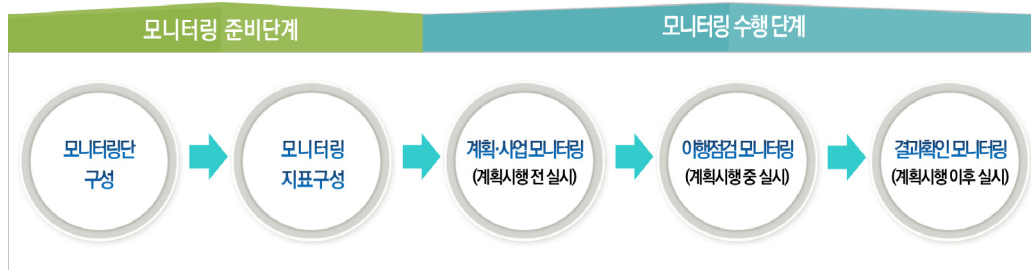 모니터링 준비단계
모니터링 수행 단계
모니터링단
구성
모니터링
지표구성
계획·사업 모니터링
(계획시행 전 실시)
이행점검 모니터링
(계획시행 중 실시)
결과확인 모니터링
(계획시행 이후 실시)